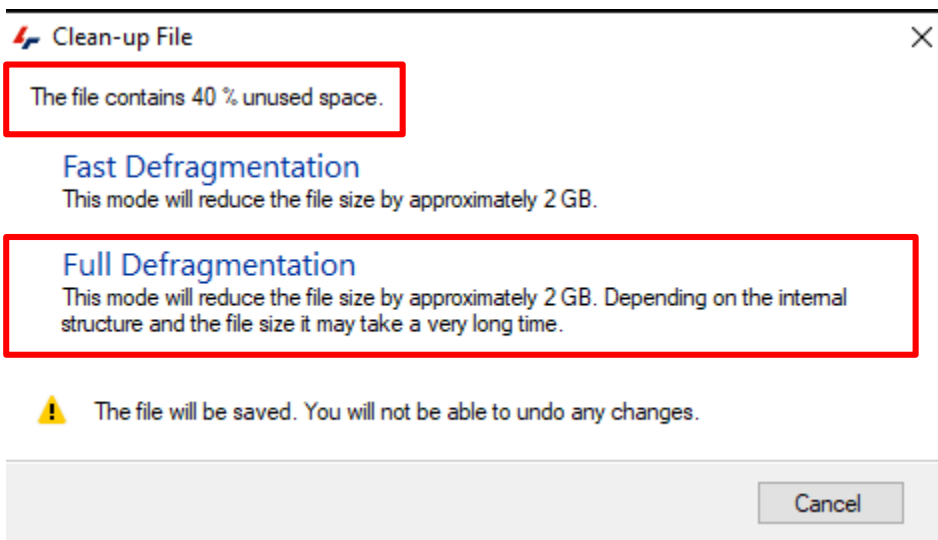 Clean-up File
The file contains 40 % unused space.
Fast Defragmentation
This mode will reduce the file size by approximately 2 GB.
Full Defragmentation
This mode will reduce the file size by approximately 2 GB. Depending on the internal
structure and the file size it may take a very long time.
The file will be saved. You will not be able to undo any changes.
Cancel